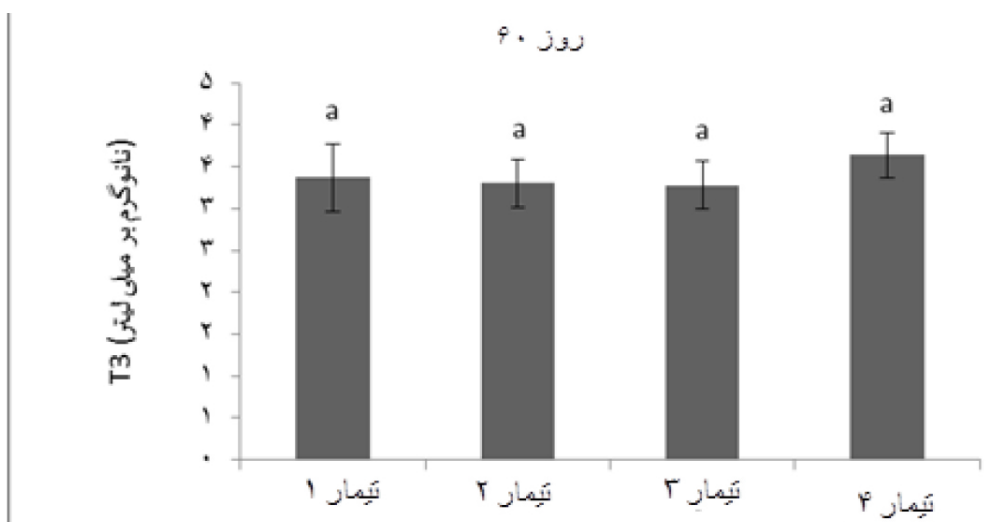 روز ۶۰
T3 (نانوگرم بر میلی لیتر)
۵
۴
۴
۳
۳
۲
۲
۱
۱
۰
a
a
a
a
تیمار ۱
تیمار ۲
تیمار ۳
تیمار ۴